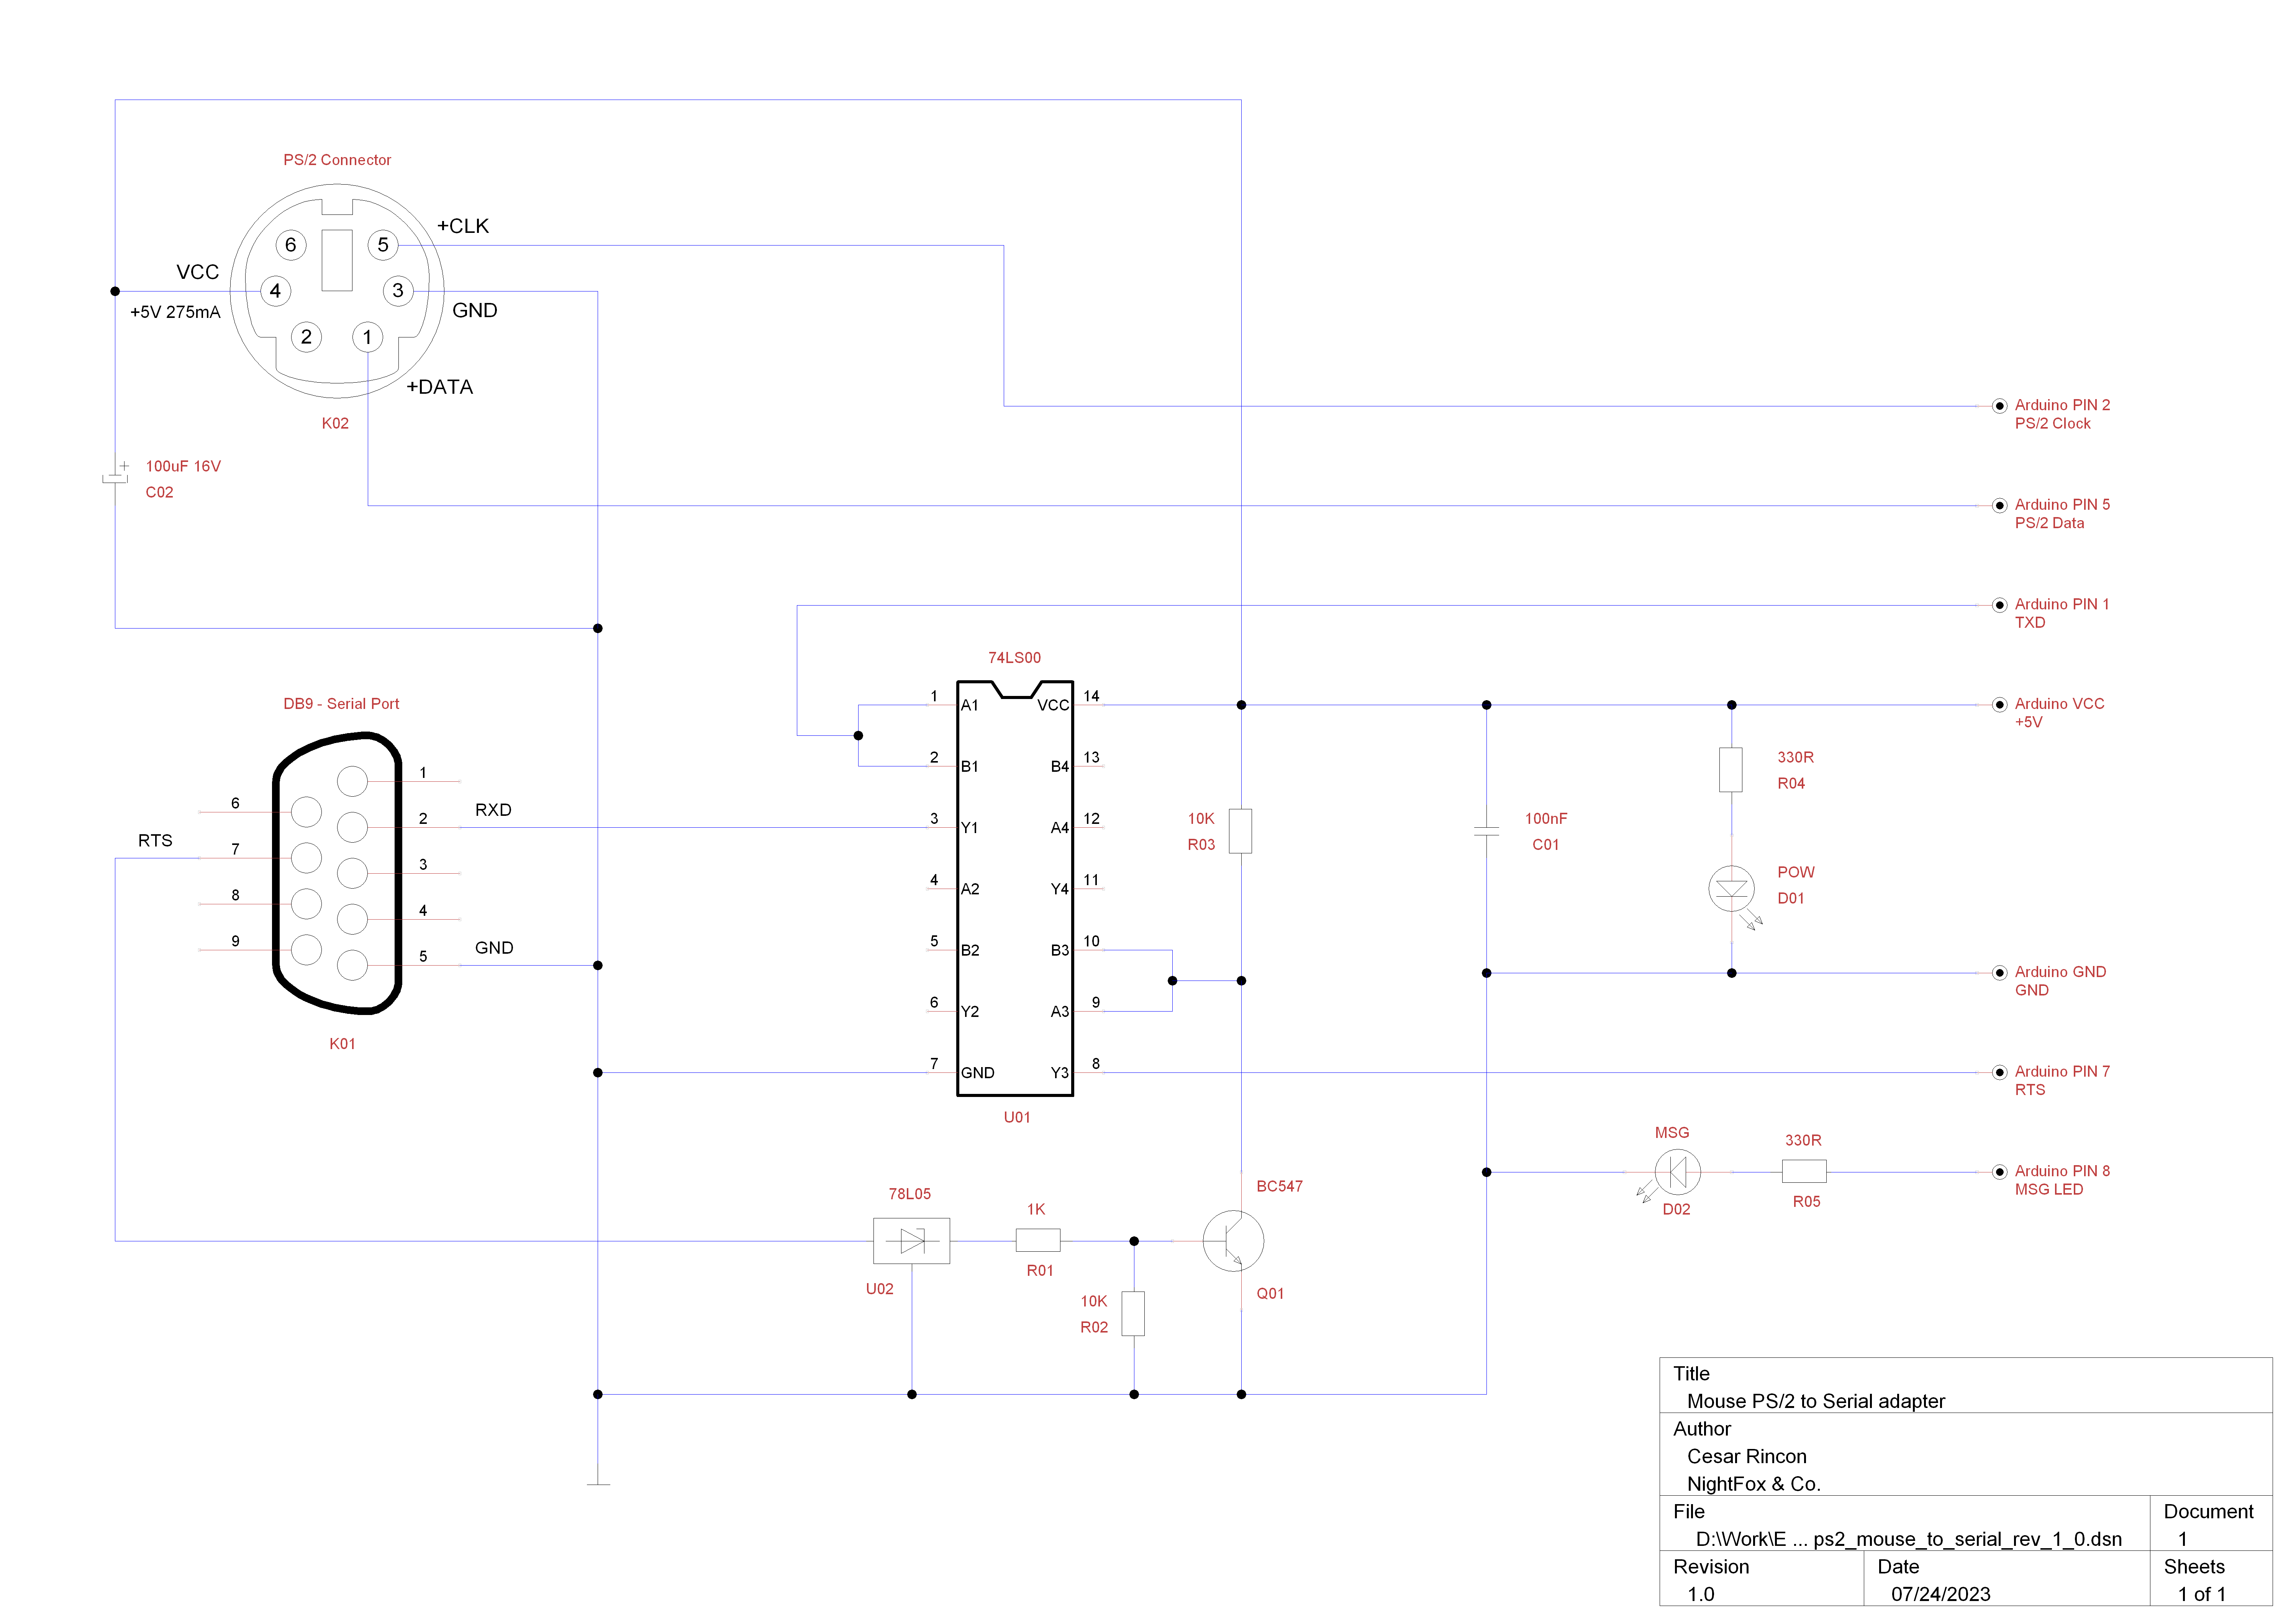 PS/2 Connector
+CLK
6
5
VCC
4
3
+5V 275mA
GND
2
1
+DATA
K02
Arduino PIN 2
PS/2 Clock
100uF 16V
C02
+
Arduino PIN 5
PS/2 Data
Arduino PIN 1
TXD
74LS00
DB9 - Serial Port
1
A1
VCC
14
Arduino VCC
+5V
2
B1
B4
13
3
Y1
A4
12
4
A2
Y4
11
5
B2
B3
10
6
Y2
A3
9
7
GND
Y3
8
U01
1
6
2
RXD
RTS
7
3
8
4
9
5
GND
K01
10K
R03
100nF
C01
330R
R04
POW
D01
Arduino GND
GND
Arduino PIN 7
RTS
MSG
D02
330R
R05
Arduino PIN 8
MSG LED
78L05
U02
1K
R01
10K
R02
BC547
Q01
Title
Mouse PS/2 to Serial adapter
Author
Cesar Rincon
NightFox & Co.
File
D:\Work\E ... ps2_mouse_to_serial_rev_1_0.dsn
Document
1
Revision
1.0
Date
07/24/2023
Sheets
1 of 1